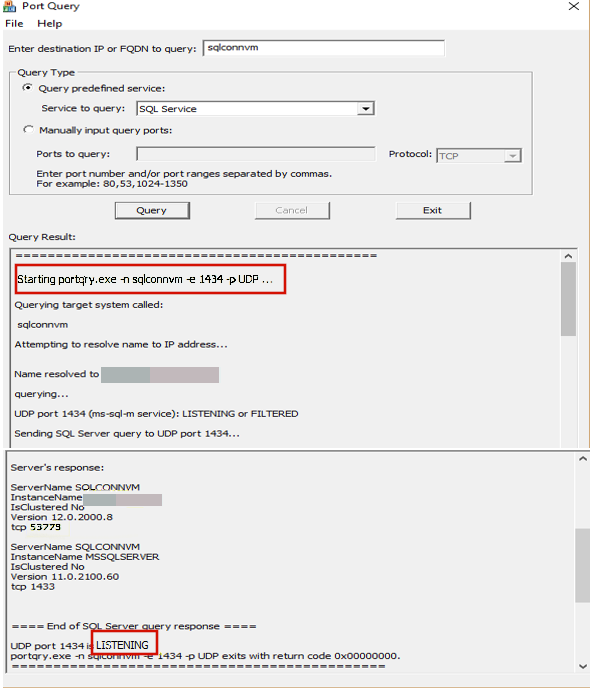 Port Query
File Help
Enter destination IP or FQDN to query: sqlconnvm
Query Type
Query predefined service:
Service to query: SQL Service
Manually input query ports:
Ports to query: Protocol: TCP
Enter port number and/or port ranges separated by commas.
For example: 80,53,1024-1350
Query Cancel Exit
Query Result:
=============================================
Starting portqry.exe -n sqlconnvm -e 1434 -p UDP ...
Querying target system called:
sqlconnvm
Attempting to resolve name to IP address...
Name resolved to
querying...
UDP port 1434 (ms-sql-m service): LISTENING or FILTERED
Sending SQL Server query to UDP port 1434...
Server's response:
ServerName SQLCONNVM
InstanceName
IsClustered No
Version 12.0.2000.8
tcp 53779
ServerName SQLCONNVM
InstanceName MSSQLSERVER
IsClustered No
Version 11.0.2100.60
tcp 1433
==== End of SQL Server query response ====
UDP port 1434 is LISTENING
portqry.exe -n sqlconnvm -e 1434 -p UDP exits with return code 0x00000000.
=============================================